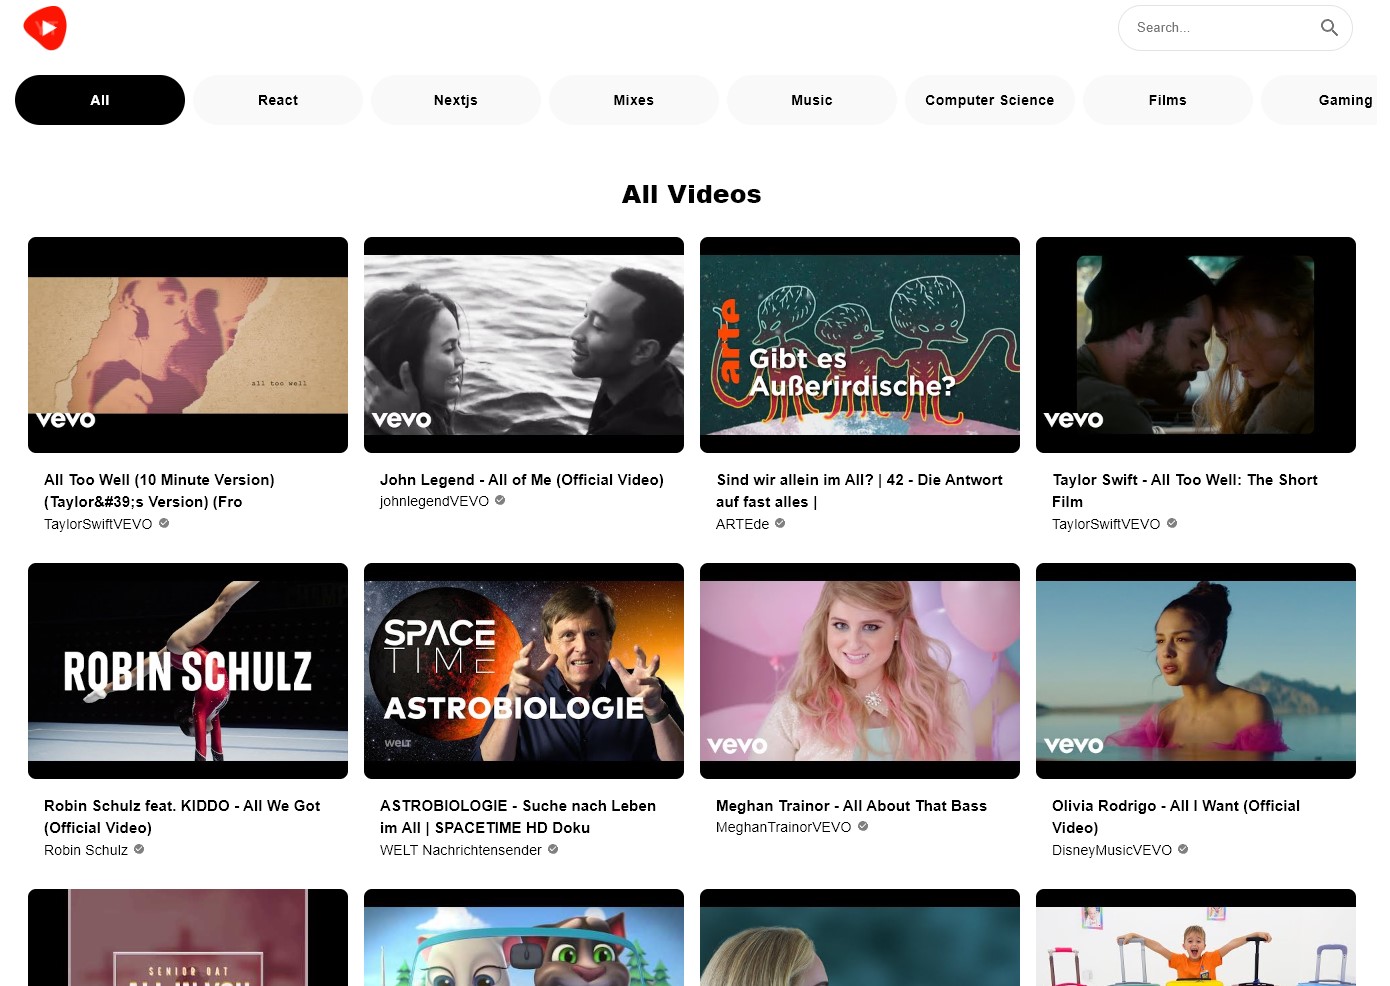 Search...
All
React
Nextjs
Mixes
Music
Computer Science
Films
Gaming
All Videos
all too well
vevo
vevo
arte
Gibt es
Außerirdische?
vevo
All Too Well (10 Minute Version)
(Taylor&#39;s Version) (Fro
TaylorSwiftVEVO
John Legend - All of Me (Official Video)
johnlegendVEVO
Sind wir allein im All? | 42 - Die Antwort
auf fast alles |
ARTEde
Taylor Swift - All Too Well: The Short
Film
TaylorSwiftVEVO
ROBIN SCHULZ
SPACE
TIME
ASTROBIOLOGIE
welt
vevo
vevo
Robin Schulz feat. KIDDO - All We Got
(Official Video)
Robin Schulz
ASTROBIOLOGIE - Suche nach Leben
im All | SPACETIME HD Doku
WELT Nachrichtensender
Meghan Trainor - All About That Bass
MeghanTrainorVEVO
Olivia Rodrigo - All I Want (Official
Video)
DisneyMusicVEVO
SENIOR OAT
ALL IN YOU